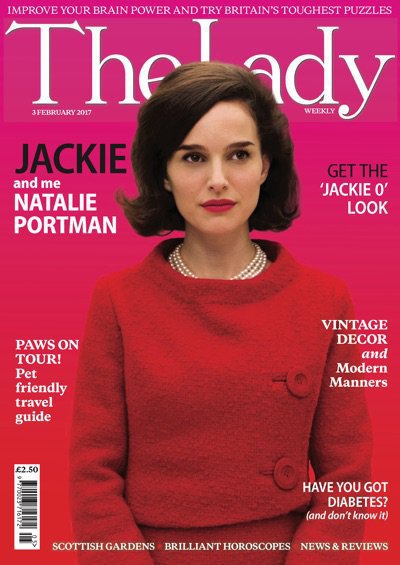 IMPROVE YOUR BRAIN POWER AND TRY BRITAIN'S TOUGHEST PUZZLES
The Lady
3 FEBRUARY 2017
WEEKLY
JACKIE
and me
NATALIE
PORTMAN
GET THE
'JACKIE O'
LOOK
PAWS ON
TOUR!
Pet
friendly
travel
guide
VINTAGE
DECOR
and
Modern
Manners
£2.50
HAVE YOU GOT
DIABETES?
(and don't know it)
SCOTTISH GARDENS * BRILLIANT HOROSCOPES * NEWS & REVIEWS